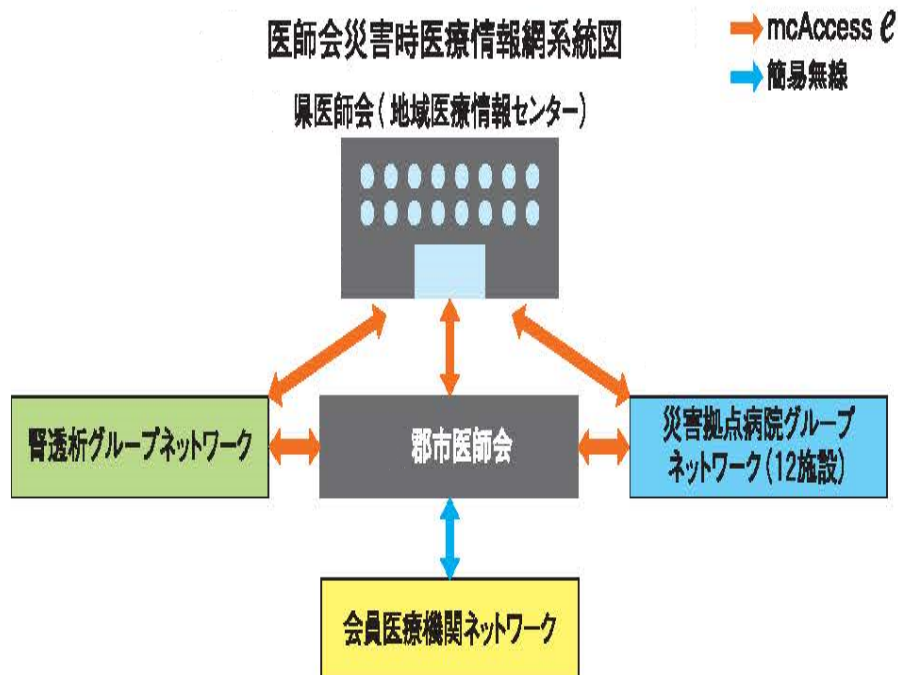 医師会災害時医療情報網系統図
mcAccess e
簡易無線
県医師会(地域医療情報センター)
腎透析グループネットワーク
郡市医師会
災害拠点病院グループ
ネットワーク(12施設)
会員医療機関ネットワーク